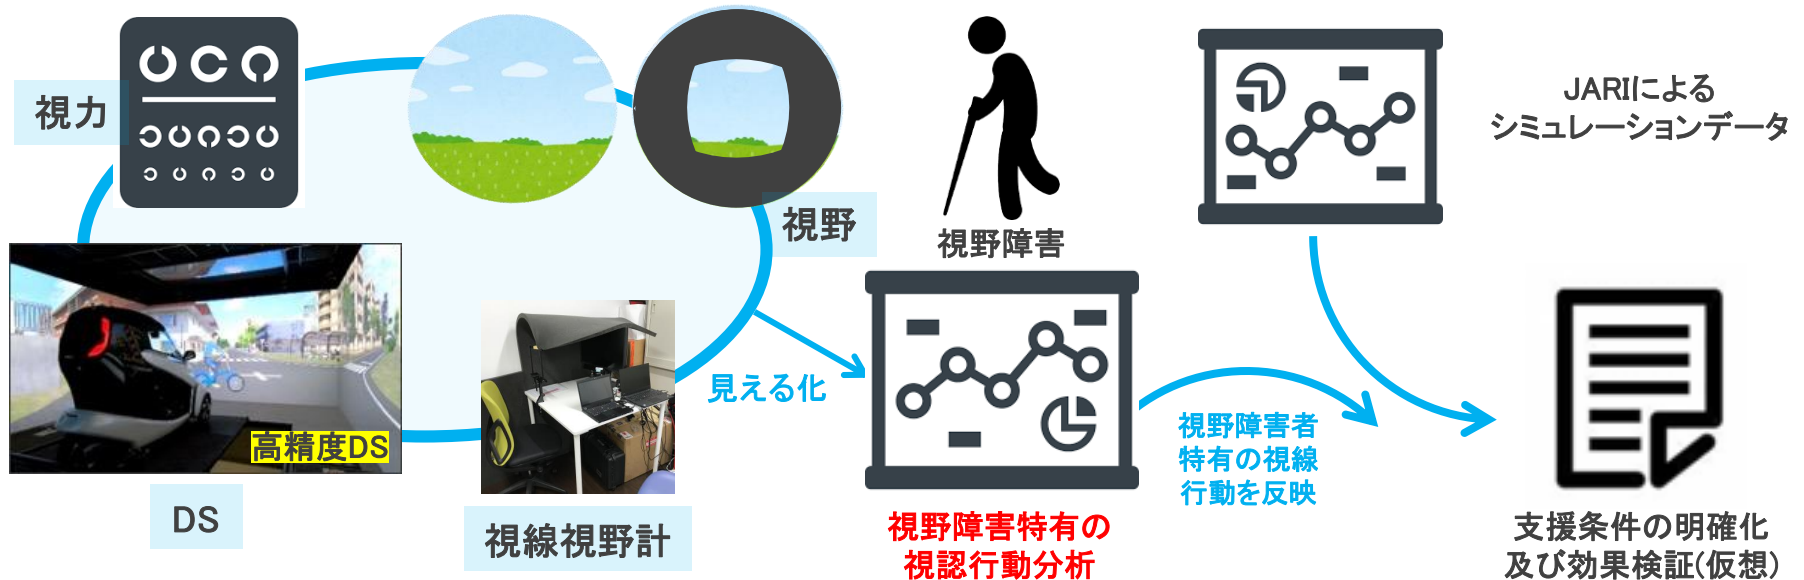 視力
視野
高精度DS
DS
視線視野計
見える化
視野障害
視野障害特有の
視認行動分析
視野障害者
特有の視線
行動を反映
JARIによる
シミュレーションデータ
支援条件の明確化
及び効果検証(仮想)